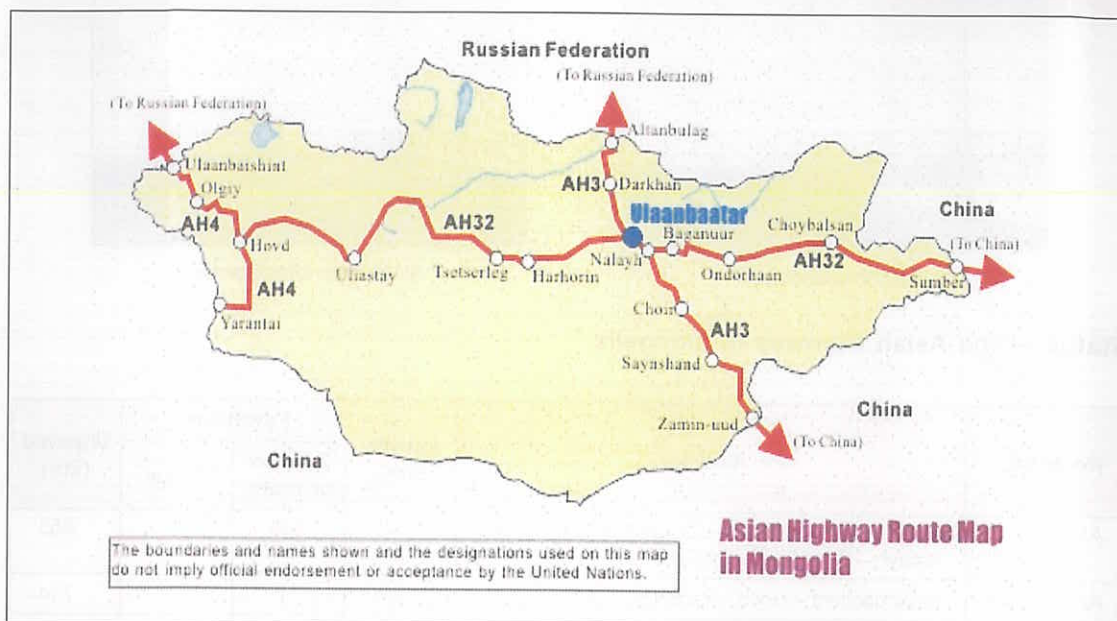 Russian Federation
(To Russian Federation)
(To Russian Federation)
Altanbulag
Ulaanbaishint
Olgiy
AH3
Darkhan
AH4
Ulaanbaatar
AH32
Baganuur
Choybalsan
China
(To China)
Hovd
Uliastay
Tsetserleg
Harhorin
Nalayh
Ondorhaan
AH32
Sumber
AH4
Yarantai
Choir
AH3
Saynshand
China
Zamin-uud
(To China)
China
Asian Highway Route Map
in Mongolia
The boundaries and names shown and the designations used on this map
do not imply official endorsement or acceptance by the United Nations.